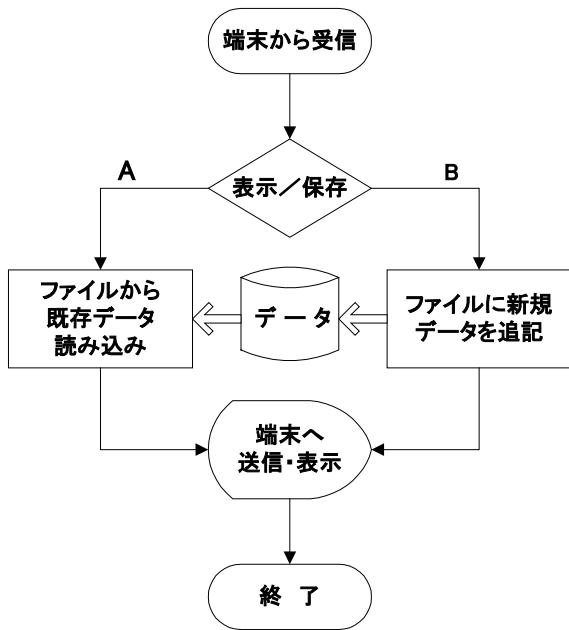 端末から受信
表示／保存
A
B
ファイルから
既存データ
読み込み
データ
ファイルに新規
データを追記
端末へ
送信・表示
終 了